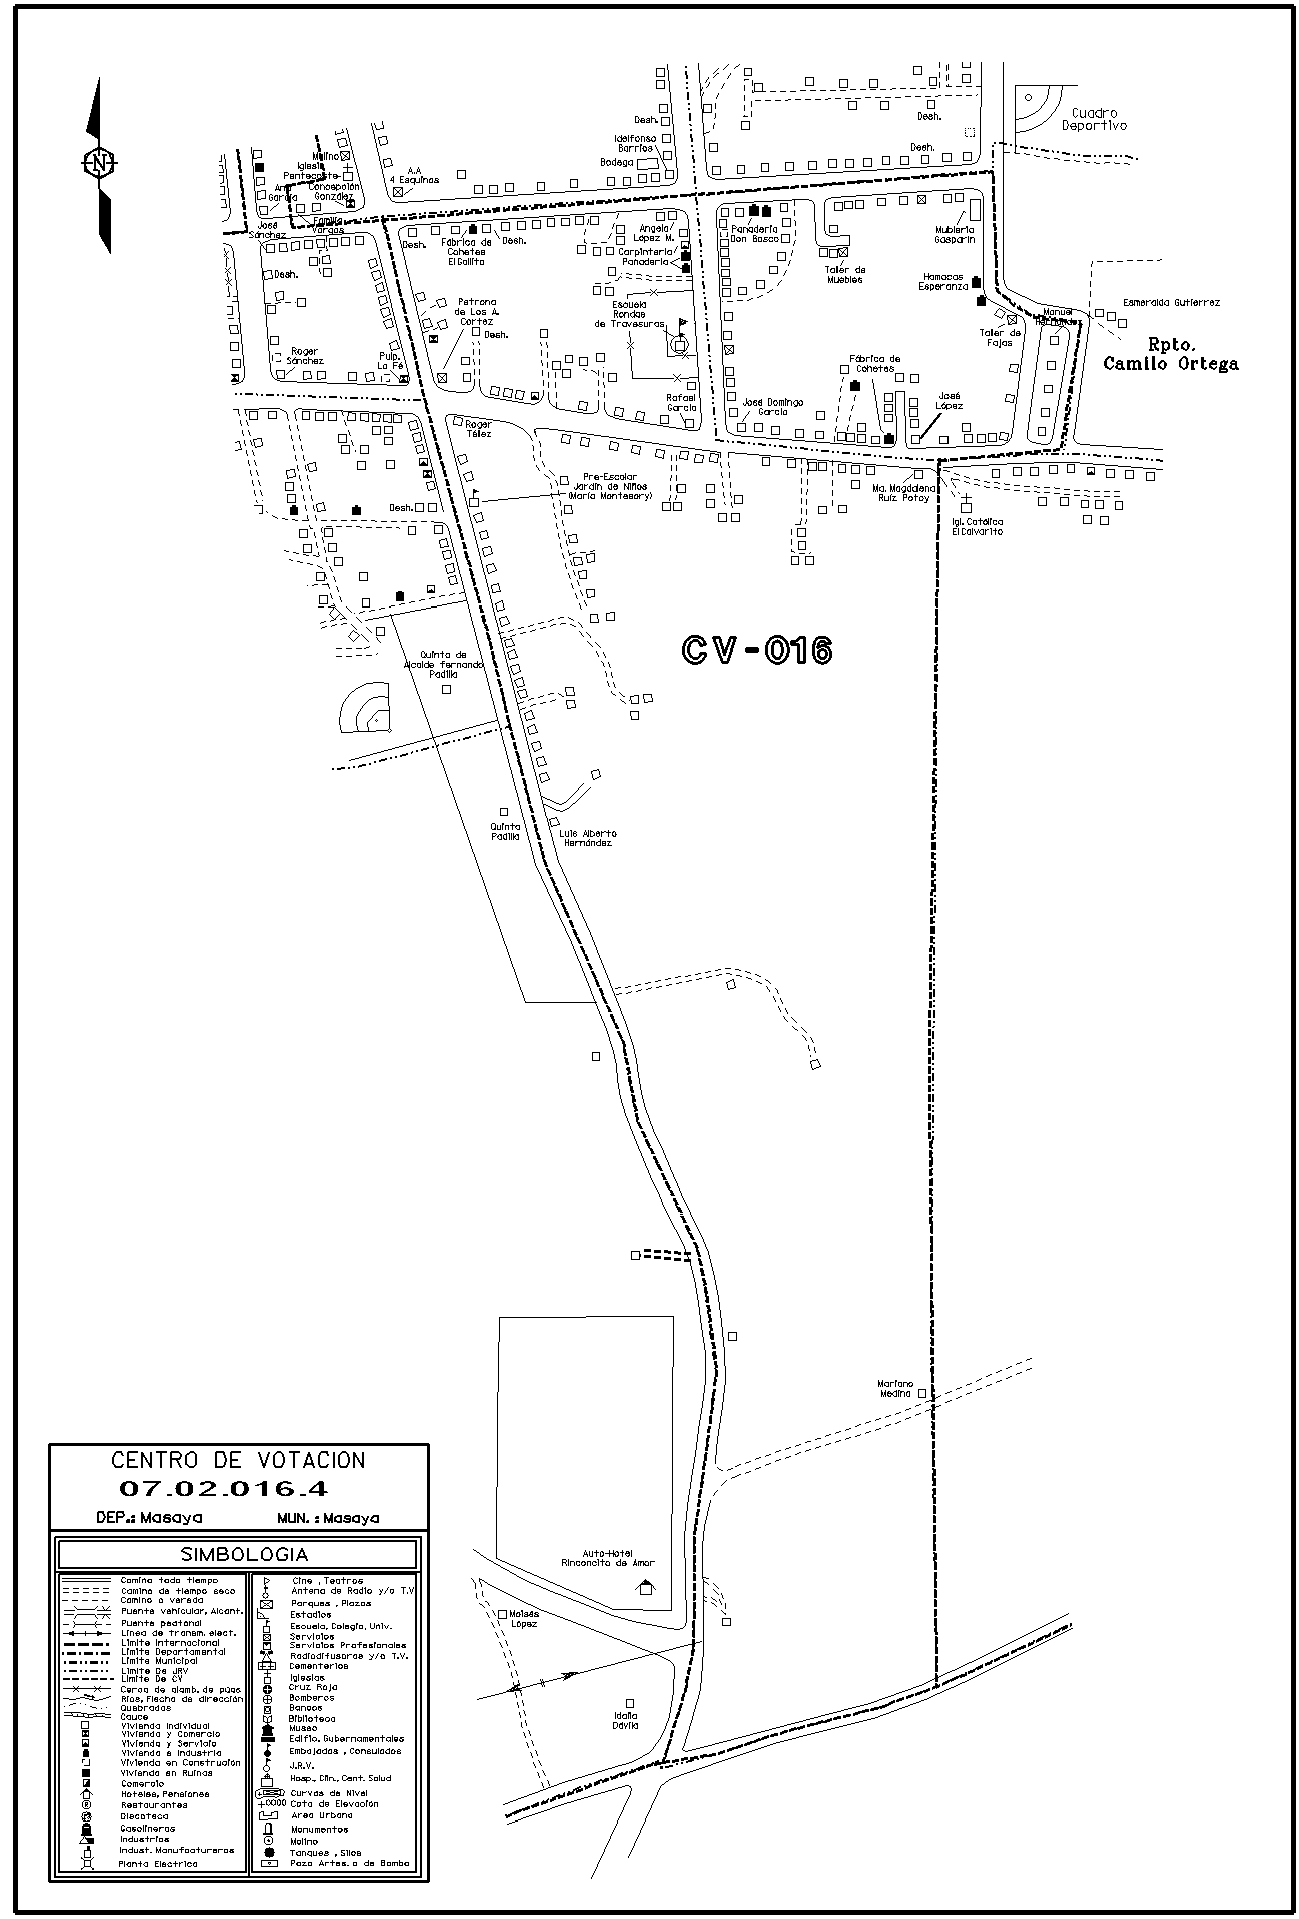 N
Cuadro
Deportivo
Desh.
Ildelfonso
Barrios
Bodega
Desh.
Desh.
Molino
Iglesia
Pentecoste
Concepción
González
Ana
García
Familia
Vargas
José
Sánchez
A.A
4 Esquinas
Desh.
Fábrica de
Cohetes
El Gallito
Desh.
Angela
López M.
Carpintería
Panadería
Panadería
Don Bosco
Taller de
Muebles
Mublería
Gasparin
Hamacas
Esperanza
Desh.
Petrona
de Los A.
Cortez
Desh.
Escuela
Rondas
de Travesuras
Manuel
Hernández
Taller de
Fajas
Esmeralda Gutierrez
Rpto.
Camilo Ortega
Roger
Sánchez
Pulp.
La Fé
Fábrica de
Cohetes
Rafael
García
José Domingo
García
José
López
Roger
Télez
Pre-Escolar
Jardín de Niños
(María Montesory)
Ma. Magdalena
Ruíz Potoy
Desh.
Igl. Católica
El Calvarito
CV-016
Quinta de
Alcalde fernando
Padilla
Quinta
Padilla
Luis Alberto
Hernández
Mariano
Medina
Auto-Hotel
Rinconcito de Amor
Moisés
López
Idalia
Dávila
CENTRO DE VOTACION
07.02.016.4
DEP.: Masaya MUN. : Masaya
SIMBOLOGIA
Camino todo tiempo
Camino de tiempo seco
Camino o vereda
Puente vehicular, Alcant.
Puente peatonal
Línea de transm. elect.
Límite Internacional
Límite Departamental
Límite Municipal
Límite De JRV
Límite De CV
Cerca de alamb. de púas
Ríos, Flecha de dirección
Quebradas
Cauce
Vivienda Individual
Vivienda y Comercio
Vivienda y Servicio
Vivienda e Industria
Vivienda en Construción
Vivienda en Ruinas
Comercio
Hoteles, Pensiones
Restaurantes
Discoteca
Gasolineras
Industrias
Indust. Manufactureras
Planta Electrica
Cine , Teatros
Antena de Radio y/o T.V
Parques , Plazas
Estadios
Escuela, Colegio, Univ.
Servicios
Servicios Profesionales
Radiodifusoras y/o T.V.
Cementerios
Iglesias
Cruz Roja
Bomberos
Bancos
Biblioteca
Museo
Edific. Gubernamentales
Embajadas , Consulados
J.R.V.
Hosp., Clin., Cent. Salud
Curvas de Nivel
Cota de Elevación
Area Urbana
Monumentos
Molino
Tanques , Silos
Pozo Artes. o de Bomba